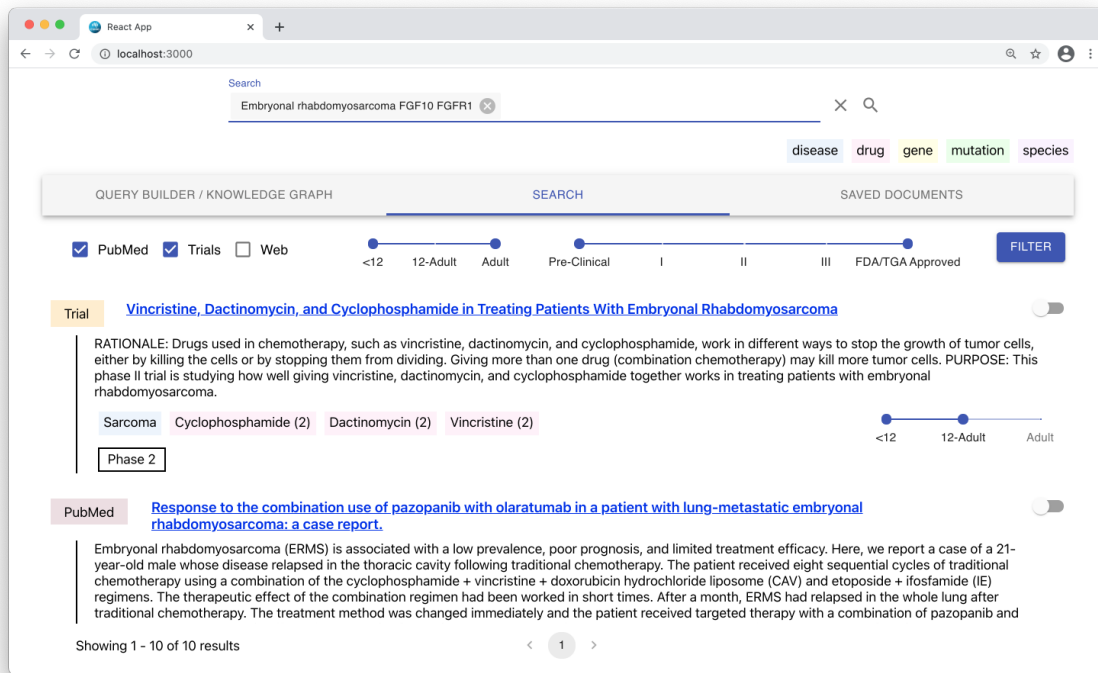 React App
localhost:3000
Search
Embryonal rhabdomyosarcoma FGF10 FGFR1
disease drug gene mutation species
QUERY BUILDER / KNOWLEDGE GRAPH SEARCH SAVED DOCUMENTS
PubMed Trials Web
<12 12-Adult Adult
Pre-Clinical I II III FDA/TGA Approved
FILTER
Trial
Vincristine, Dactinomycin, and Cyclophosphamide in Treating Patients With Embryonal Rhabdomyosarcoma
RATIONALE: Drugs used in chemotherapy, such as vincristine, dactinomycin, and cyclophosphamide, work in different ways to stop the growth of tumor cells,
either by killing the cells or by stopping them from dividing. Giving more than one drug (combination chemotherapy) may kill more tumor cells. PURPOSE: This
phase II trial is studying how well giving vincristine, dactinomycin, and cyclophosphamide together works in treating patients with embryonal
rhabdomyosarcoma.
Sarcoma Cyclophosphamide (2) Dactinomycin (2) Vincristine (2)
<12 12-Adult Adult
Phase 2
PubMed
Response to the combination use of pazopanib with olaratumab in a patient with lung-metastatic embryonal
rhabdomyosarcoma: a case report.
Embryonal rhabdomyosarcoma (ERMS) is associated with a low prevalence, poor prognosis, and limited treatment efficacy. Here, we report a case of a 21-
year-old male whose disease relapsed in the thoracic cavity following traditional chemotherapy. The patient received eight sequential cycles of traditional
chemotherapy using a combination of the cyclophosphamide + vincristine + doxorubicin hydrochloride liposome (CAV) and etoposide + ifosfamide (IE)
regimens. The therapeutic effect of the combination regimen had been worked in short times. After a month, ERMS had relapsed in the whole lung after
traditional chemotherapy. The treatment method was changed immediately and the patient received targeted therapy with a combination of pazopanib and
Showing 1 - 10 of 10 results
1